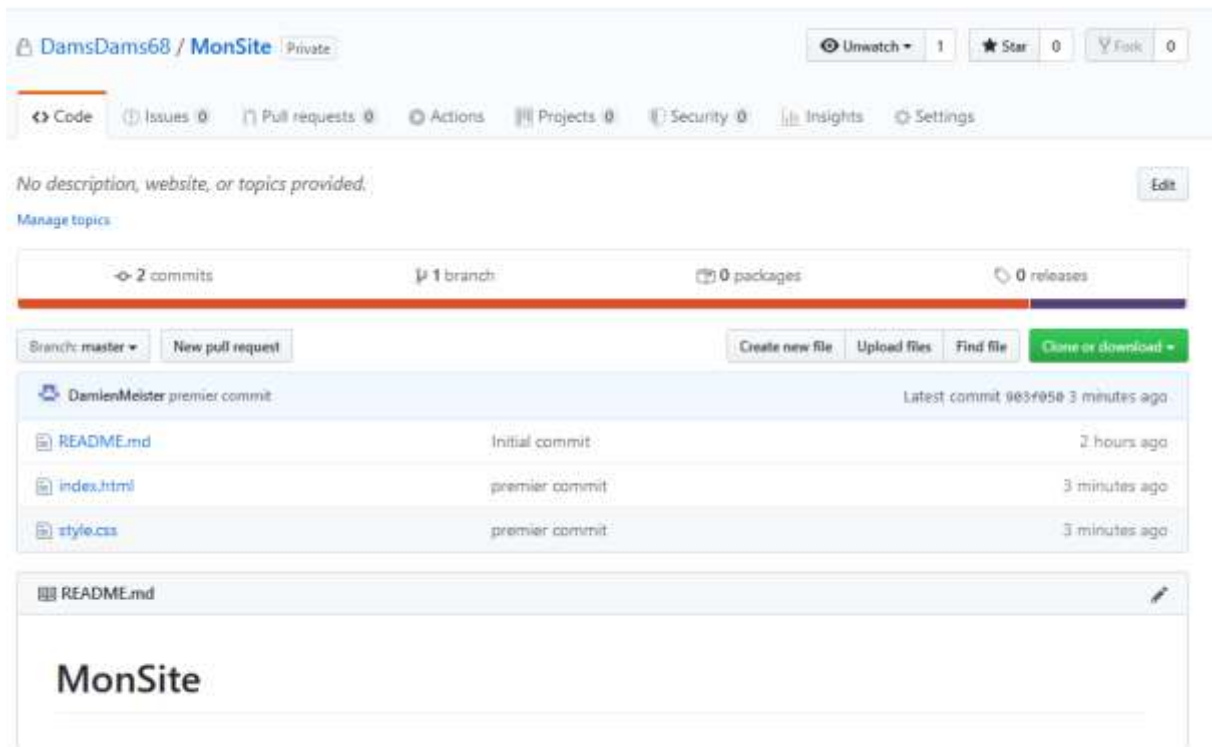 DamsDams68 / MonSite Private Unwatch 1 Star 0 Fork 0
Code Issues 0 Pull requests 0 Actions Projects 0 Security 0 Insights Settings
No description, website, or topics provided. Edit
Manage topics
2 commits 1 branch 0 packages 0 releases
Branch: master New pull request Create new file Upload files Find file Clone or download
DamienMeister premier commit Latest commit 003f050 3 minutes ago
README.md Initial commit 2 hours ago
index.html premier commit 3 minutes ago
style.css premier commit 3 minutes ago
README.md
MonSite